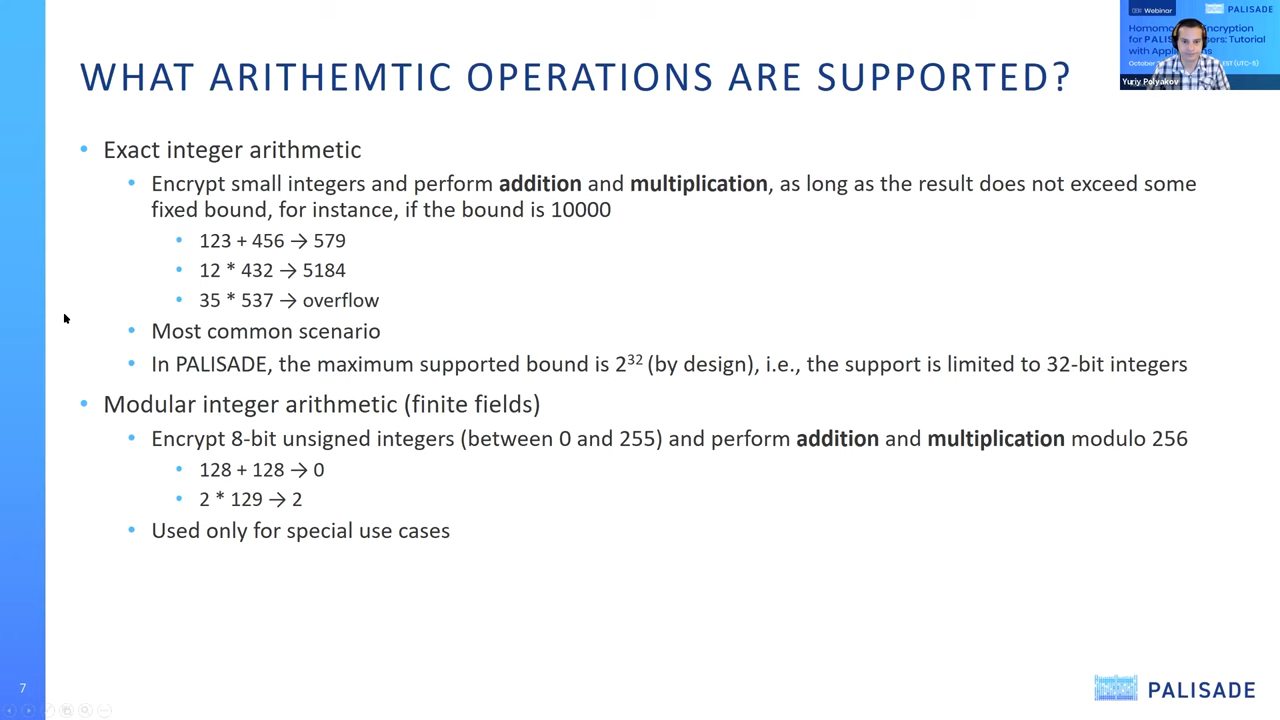 Webinar
PALISADE
Encryption
for PALIS
sers: Tutorial
with
October
EST (UTC-5)
Yuriy Polyakov
WHAT ARITHEMTIC OPERATIONS ARE SUPPORTED?
• Exact integer arithmetic
• Encrypt small integers and perform addition and multiplication, as long as the result does not exceed some
fixed bound, for instance, if the bound is 10000
• 123 + 456 → 579
• 12 * 432 → 5184
• 35 * 537 → overflow
• Most common scenario
• In PALISADE, the maximum supported bound is 2³² (by design), i.e., the support is limited to 32-bit integers
• Modular integer arithmetic (finite fields)
• Encrypt 8-bit unsigned integers (between 0 and 255) and perform addition and multiplication modulo 256
• 128 + 128 → 0
• 2 * 129 → 2
• Used only for special use cases
7
PALISADE